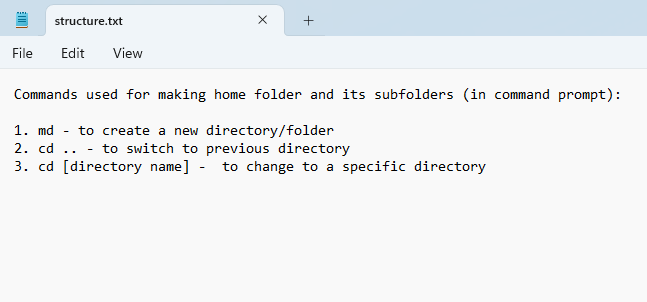 structure.txt
File Edit View
Commands used for making home folder and its subfolders (in command prompt):
1. md - to create a new directory/folder
2. cd .. - to switch to previous directory
3. cd [directory name] -  to change to a specific directory